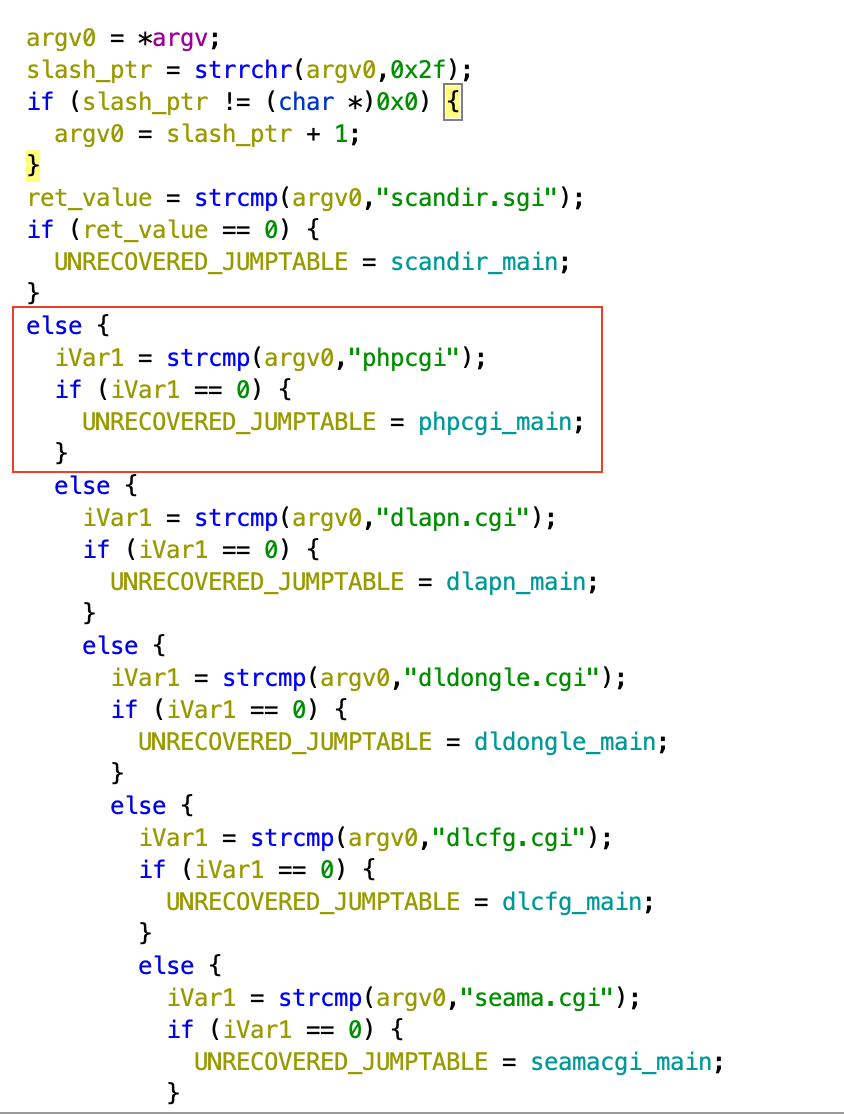 argv0 = *argv;
slash_ptr = strrchr(argv0,0x2f);
if (slash_ptr != (char *)0x0) {
  argv0 = slash_ptr + 1;
}
ret_value = strcmp(argv0,"scandir.sgi");
if (ret_value == 0) {
  UNRECOVERED_JUMPTABLE = scandir_main;
}
else {
  iVar1 = strcmp(argv0,"phpcgi");
  if (iVar1 == 0) {
    UNRECOVERED_JUMPTABLE = phpcgi_main;
  }
  else {
    iVar1 = strcmp(argv0,"dlapn.cgi");
    if (iVar1 == 0) {
      UNRECOVERED_JUMPTABLE = dlapn_main;
    }
    else {
      iVar1 = strcmp(argv0,"dldongle.cgi");
      if (iVar1 == 0) {
        UNRECOVERED_JUMPTABLE = dldongle_main;
      }
      else {
        iVar1 = strcmp(argv0,"dlcfg.cgi");
        if (iVar1 == 0) {
          UNRECOVERED_JUMPTABLE = dlcfg_main;
        }
        else {
          iVar1 = strcmp(argv0,"seama.cgi");
          if (iVar1 == 0) {
            UNRECOVERED_JUMPTABLE = seamacgi_main;
          }